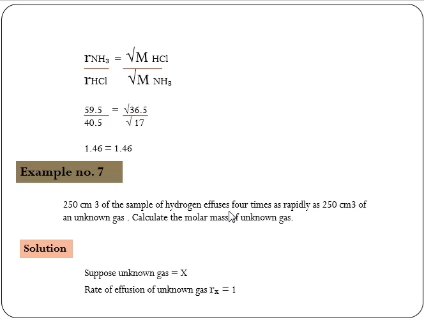 rNH₃ = √M HCl
rHCl √M NH₃
59.5 = √36.5
40.5 √ 17
1.46 = 1.46
Example no. 7
250 cm 3 of the sample of hydrogen effuses four times as rapidly as 250 cm3 of
an unknown gas . Calculate the molar mass of unknown gas.
Solution
Suppose unknown gas = X
Rate of effusion of unknown gas rₓ = 1